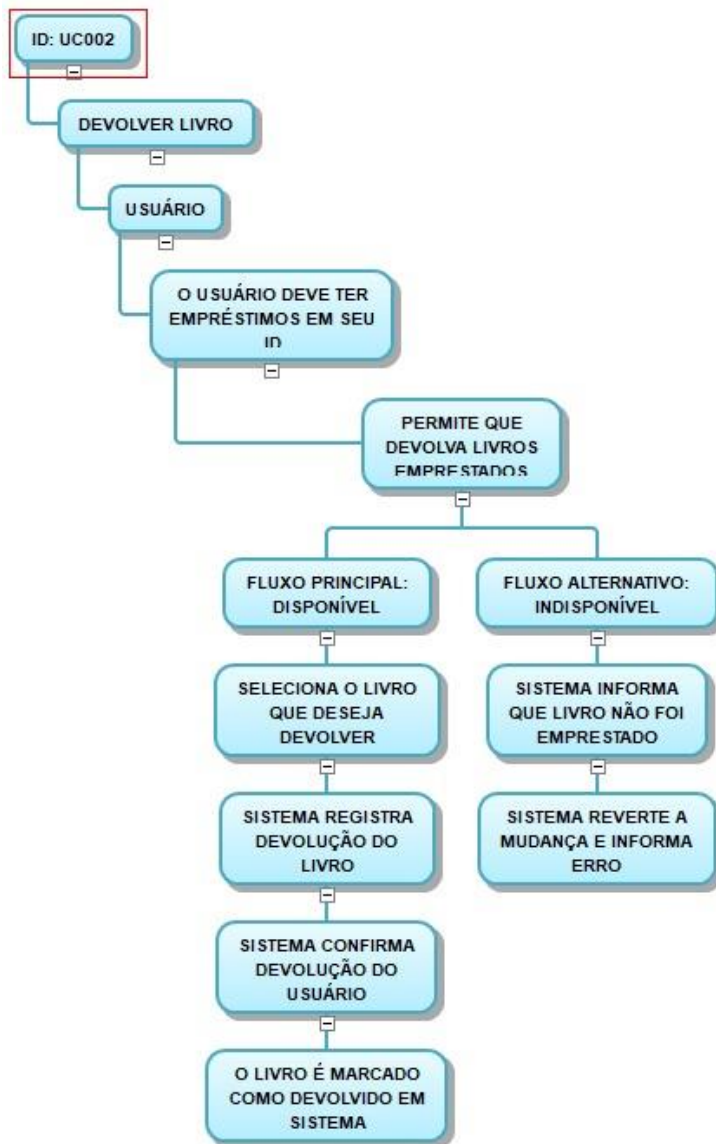 ID: UC002
DEVOLVER LIVRO
USUÁRIO
O USUÁRIO DEVE TER
EMPRÉSTIMOS EM SEU
ID
PERMITE QUE
DEVOLVA LIVROS
EMPRESTADOS
FLUXO PRINCIPAL:
DISPONÍVEL
SELECIONA O LIVRO
QUE DESEJA
DEVOLVER
SISTEMA REGISTRA
DEVOLUÇÃO DO
LIVRO
SISTEMA CONFIRMA
DEVOLUÇÃO DO
USUÁRIO
O LIVRO É MARCADO
COMO DEVOLVIDO EM
SISTEMA
FLUXO ALTERNATIVO:
INDISPONÍVEL
SISTEMA INFORMA
QUE LIVRO NÃO FOI
EMPRESTADO
SISTEMA REVERTE A
MUDANÇA E INFORMA
ERRO